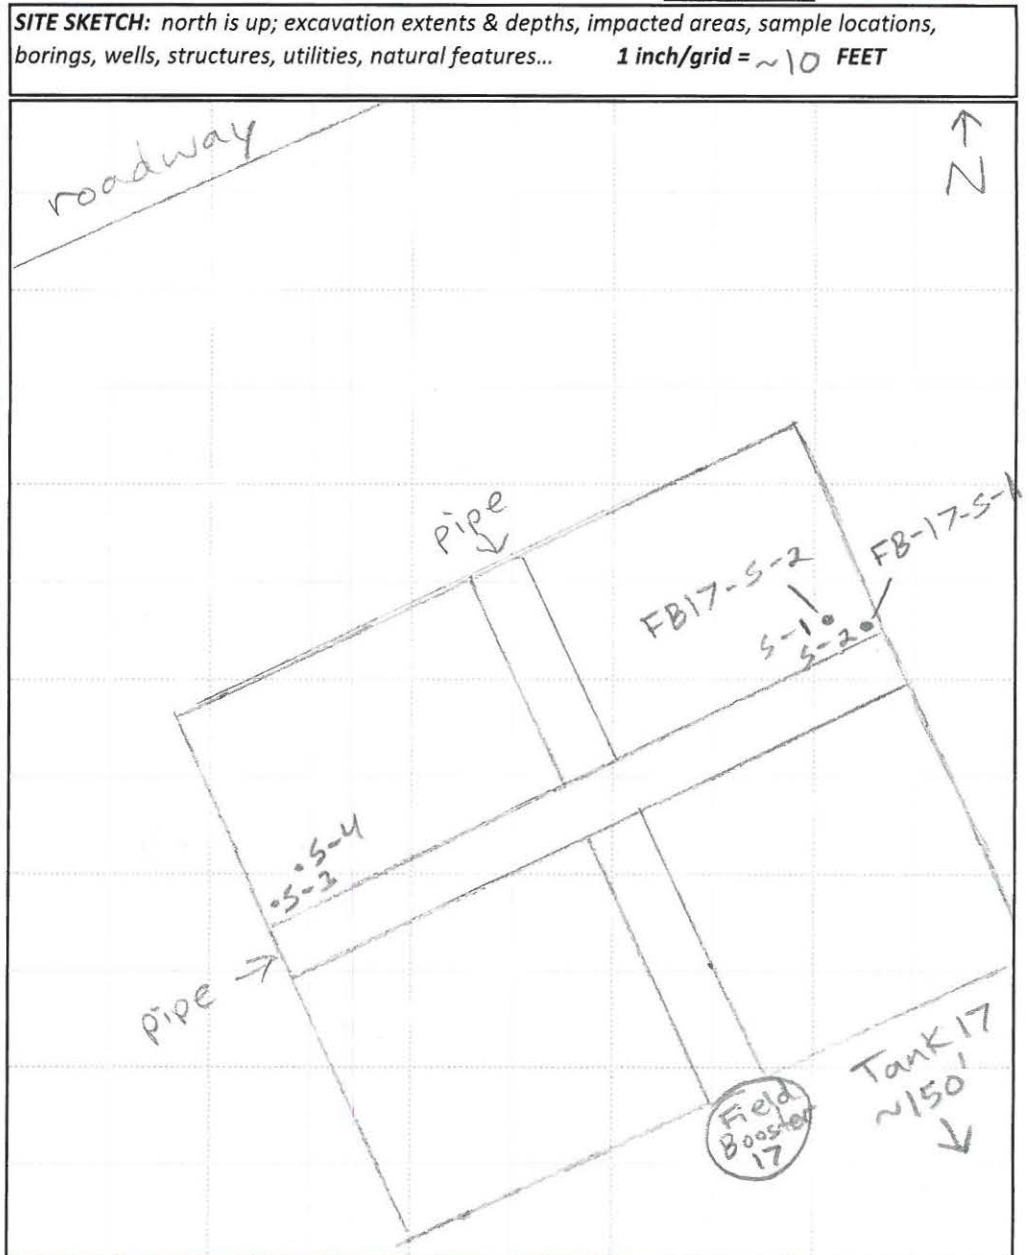 SITE SKETCH: north is up; excavation extents & depths, impacted areas, sample locations,
borings, wells, structures, utilities, natural features... 1 inch/grid = ~10 FEET
roadway
N
pipe
FB17-S-2
FB-17-S-1
S-1
S-2
S-4
S-3
pipe
Tank 17
~150'
Field
Booster
17